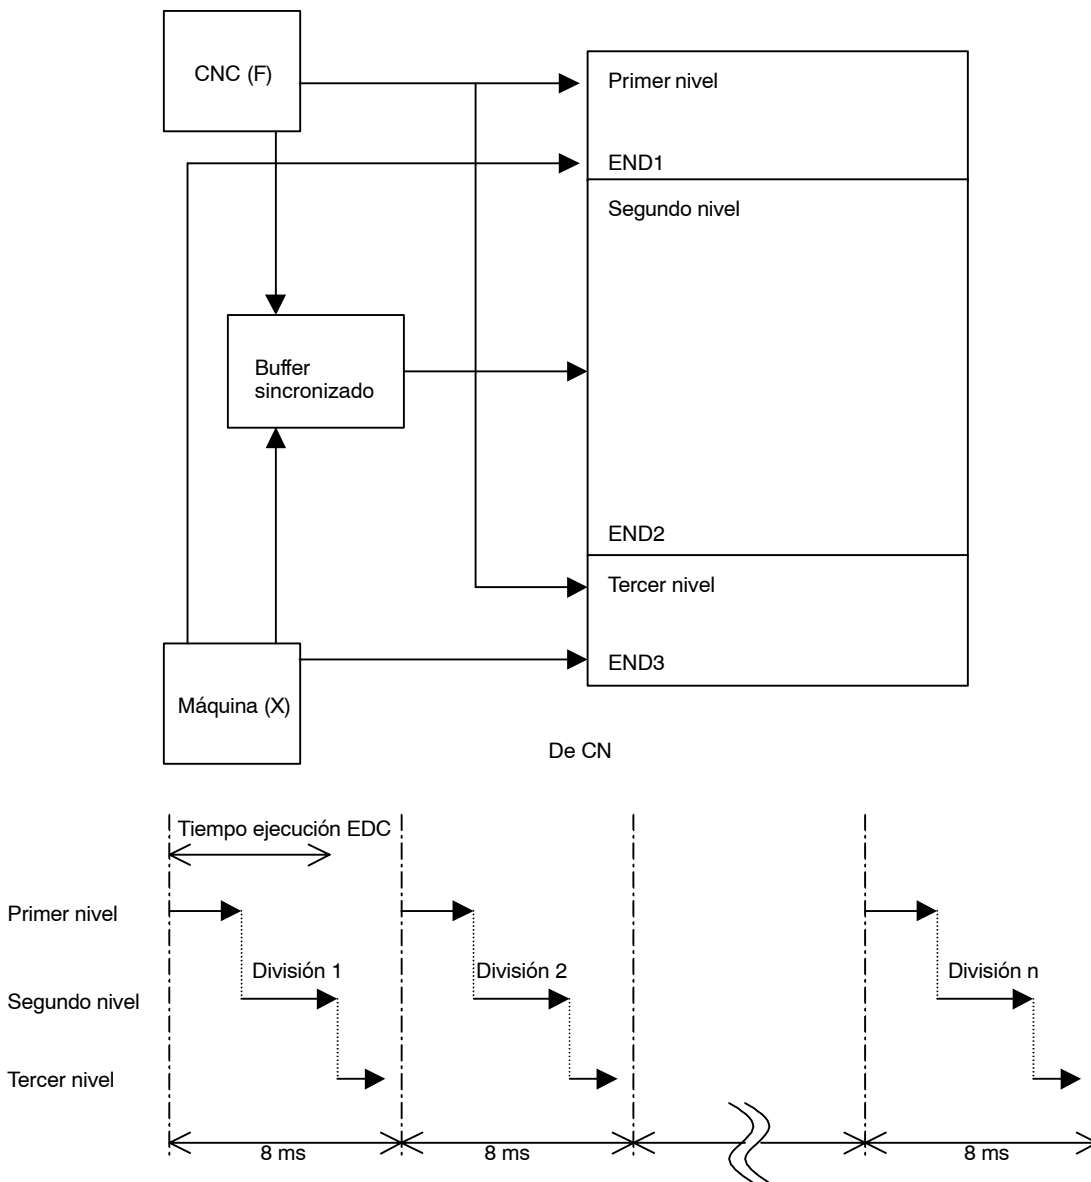 CNC (F)
Primer nivel
END1
Segundo nivel
Buffer
sincronizado
END2
Tercer nivel
END3
Máquina (X)
De CN
Tiempo ejecución EDC
Primer nivel
División 1
División 2
División n
Segundo nivel
Tercer nivel
8 ms
8 ms
8 ms